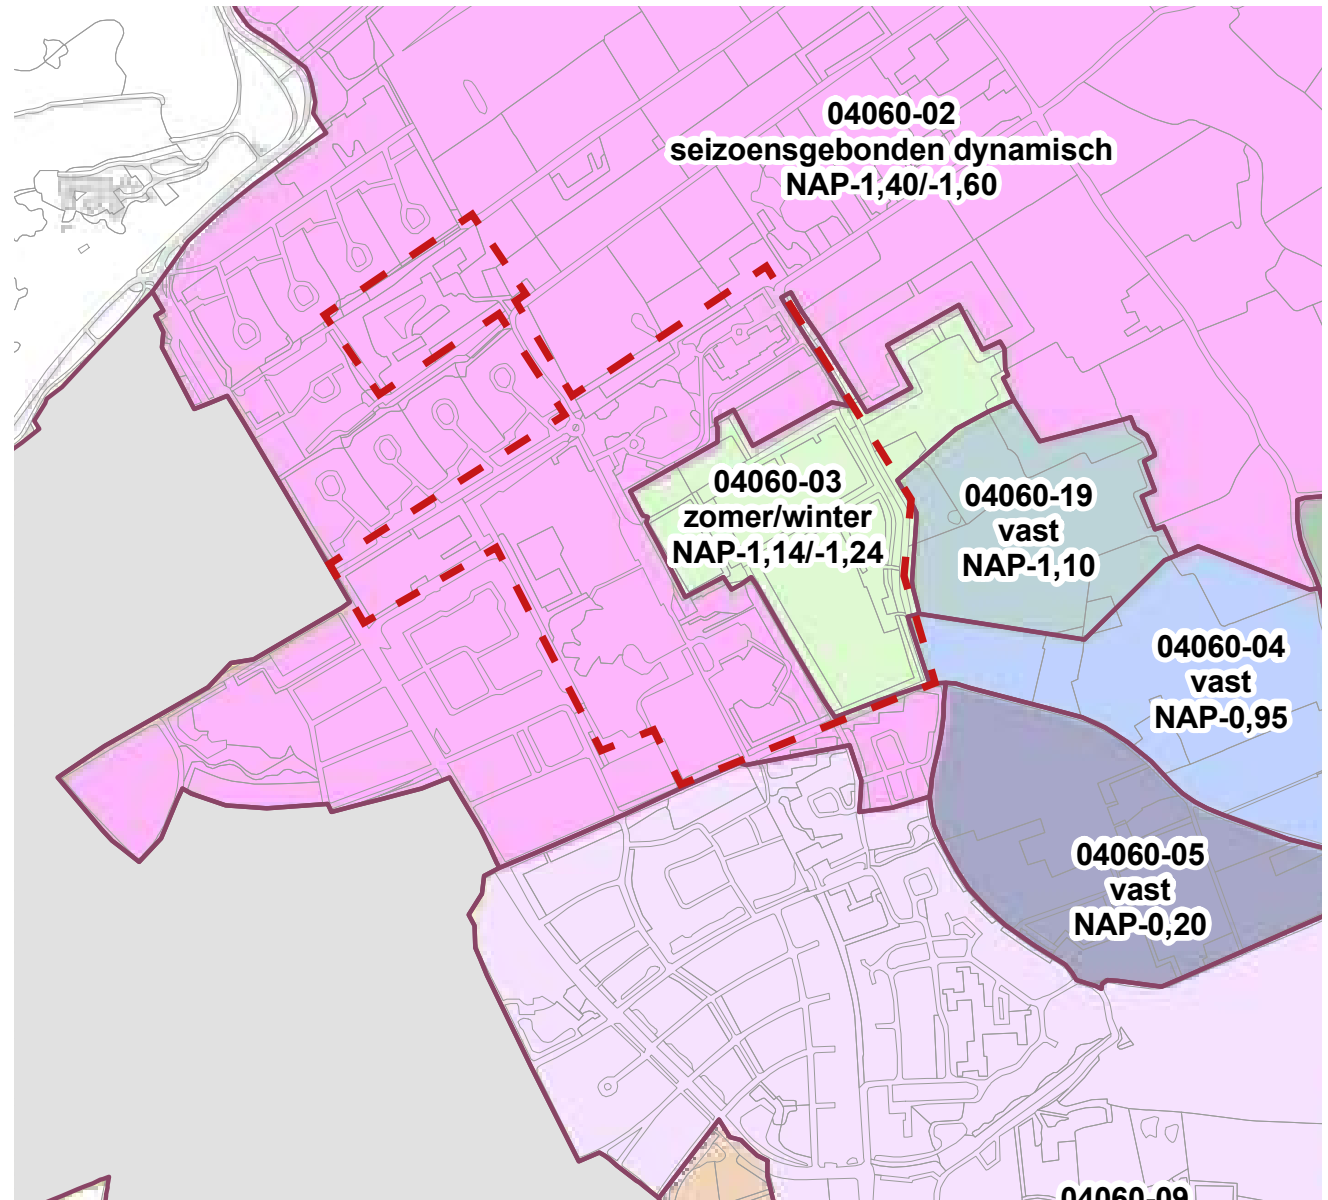 04060-02
seizoensgebonden dynamisch
NAP-1,40/-1,60
04060-03
zomer/winter
NAP-1,14/-1,24
04060-19
vast
NAP-1,10
04060-04
vast
NAP-0,95
04060-05
vast
NAP-0,20
04060-09